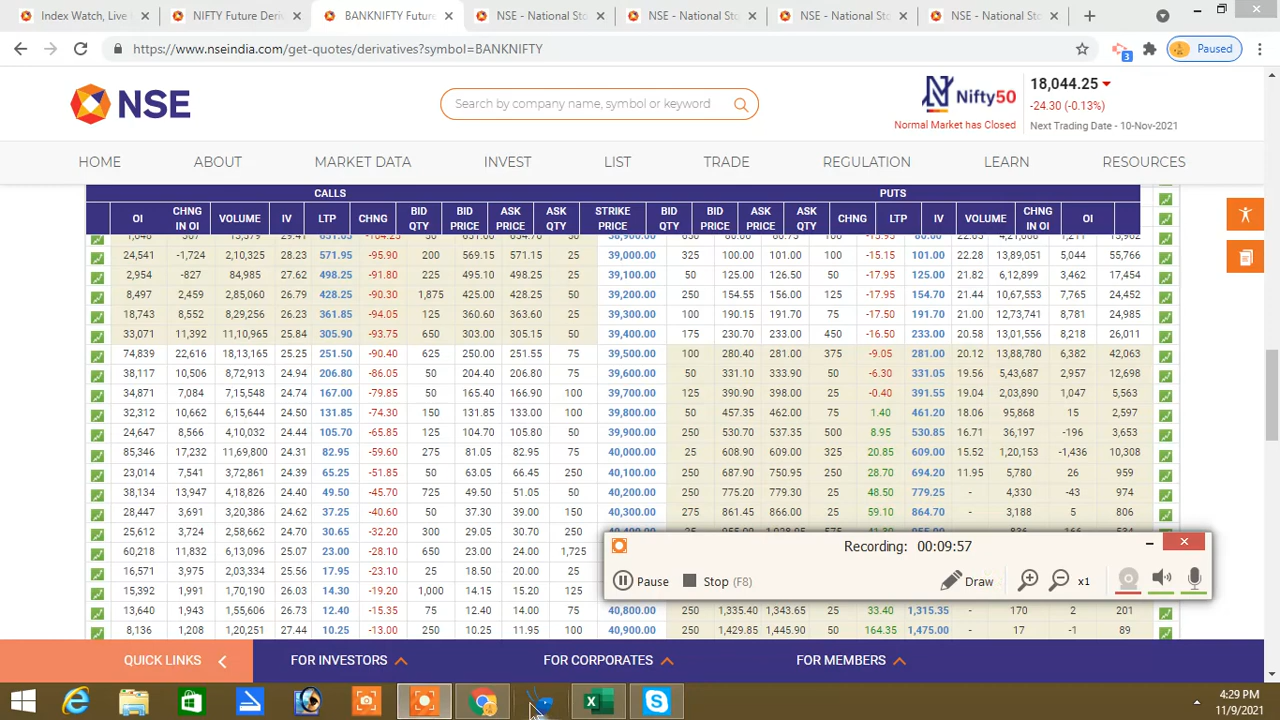 Index Watch, Live
NIFTY Future Deri
BANKNIFTY Future
NSE - National Sto
NSE - National Sto
NSE - National Sto
NSE - National Sto
https://www.nseindia.com/get-quotes/derivatives?symbol=BANKNIFTY
3
Paused
NSE
Search by company name, symbol or keyword
Nifty50
18,044.25
-24.30 (-0.13%)
Normal Market has Closed
Next Trading Date - 10-Nov-2021
HOME ABOUT MARKET DATA INVEST LIST TRADE REGULATION LEARN RESOURCES
CALLS PUTS
OI CHNG IN OI VOLUME IV LTP CHNG BID QTY BID PRICE ASK PRICE ASK QTY STRIKE PRICE BID QTY BID PRICE ASK PRICE ASK QTY CHNG LTP IV VOLUME CHNG IN OI OI
24,541 -1,724 2,10,325 28.23 571.95 -95.90 200 569.15 571.15 25 39,000.00 325 100.00 101.00 100 -15.15 101.00 22.28 13,89,051 5,044 55,766
2,954 -827 84,985 27.62 498.25 -91.80 225 495.10 498.25 25 39,100.00 50 125.00 126.50 50 -17.95 125.00 21.82 6,12,899 3,462 17,454
8,497 2,459 2,85,060 26.79 428.25 -90.30 1,875 425.00 428.25 50 39,200.00 250 154.55 156.00 125 -17.95 154.70 21.44 10,67,553 7,765 24,452
18,743 8,552 8,29,256 26.13 361.85 -94.05 125 360.60 363.60 25 39,300.00 100 190.10 191.70 75 -17.50 191.70 21.00 12,73,741 8,781 24,985
33,071 11,392 11,10,965 25.84 305.90 -93.75 650 303.00 305.15 50 39,400.00 175 230.70 233.00 450 -16.50 233.00 20.58 13,01,556 8,218 26,011
74,839 22,616 18,13,165 25.25 251.50 -90.40 625 250.00 251.55 75 39,500.00 100 280.40 281.00 375 -9.05 281.00 20.12 13,88,780 6,382 42,063
38,117 10,506 8,72,913 24.94 206.80 -86.05 50 204.40 206.80 75 39,600.00 50 331.10 333.90 50 -6.30 331.05 19.56 5,43,687 2,957 12,698
34,871 7,084 7,15,548 24.74 167.00 -79.85 50 165.40 166.90 100 39,700.00 125 390.90 398.00 25 -0.40 391.55 19.04 2,03,890 1,047 5,563
32,312 10,662 6,15,644 24.50 131.85 -74.30 150 131.85 133.00 100 39,800.00 50 457.35 462.00 75 1.40 461.20 18.06 95,868 15 2,597
24,647 8,566 4,10,032 24.44 105.70 -65.85 125 104.70 105.80 50 39,900.00 250 530.70 537.35 500 8.95 530.85 16.71 36,197 -196 3,653
85,346 17,232 11,69,800 24.31 82.95 -59.60 275 81.05 82.95 75 40,000.00 25 608.90 609.00 325 20.85 609.00 15.52 1,20,153 -1,436 10,308
23,014 7,541 3,72,861 24.39 65.25 -51.85 50 63.05 66.45 250 40,100.00 250 687.90 750.95 250 28.70 694.20 11.95 5,780 26 959
38,134 13,947 4,18,826 24.40 49.50 -45.70 725 49.50 51.05 50 40,200.00 250 775.20 779.30 25 48.50 779.25 - 4,330 -43 974
28,447 3,691 3,20,386 24.62 37.25 -40.60 50 37.30 39.00 150 40,300.00 275 861.45 866.00 25 59.10 864.70 - 3,188 5 806
25,612 3,724 2,58,662 24.70 30.65 -32.20 300 29.05 30.70 250
60,218 11,832 6,13,096 25.07 23.00 -28.10 650 23.00 24.00 1,725
16,571 3,975 2,03,334 25.56 17.95 -23.10 25 18.50 20.00 125
15,392 1,991 1,70,190 26.03 14.30 -19.20 1,000 14.15 15.20 125
13,640 1,943 1,55,606 26.73 12.40 -15.35 75 12.40 14.00 75 40,800.00 250 1,335.40 1,343.65 25 33.40 1,315.35 - 170 2 201
8,136 1,208 1,20,251 27.44 10.25 -13.00 250 10.25 11.95 100 40,900.00 250 1,429.85 1,445.90 50 164.35 1,475.00 - 17 -1 89
Recording: 00:09:57
Pause Stop (F8) Draw x1
QUICK LINKS FOR INVESTORS FOR CORPORATES FOR MEMBERS
4:29 PM
11/9/2021